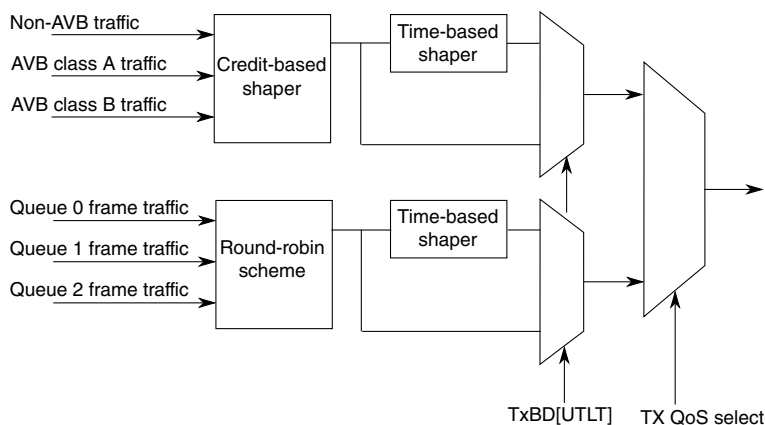 Non-AVB traffic
AVB class A traffic
AVB class B traffic
Credit-based
shaper
Time-based
shaper
Queue 0 frame traffic
Queue 1 frame traffic
Queue 2 frame traffic
Round-robin
scheme
Time-based
shaper
TxBD[UTLT]
TX QoS select